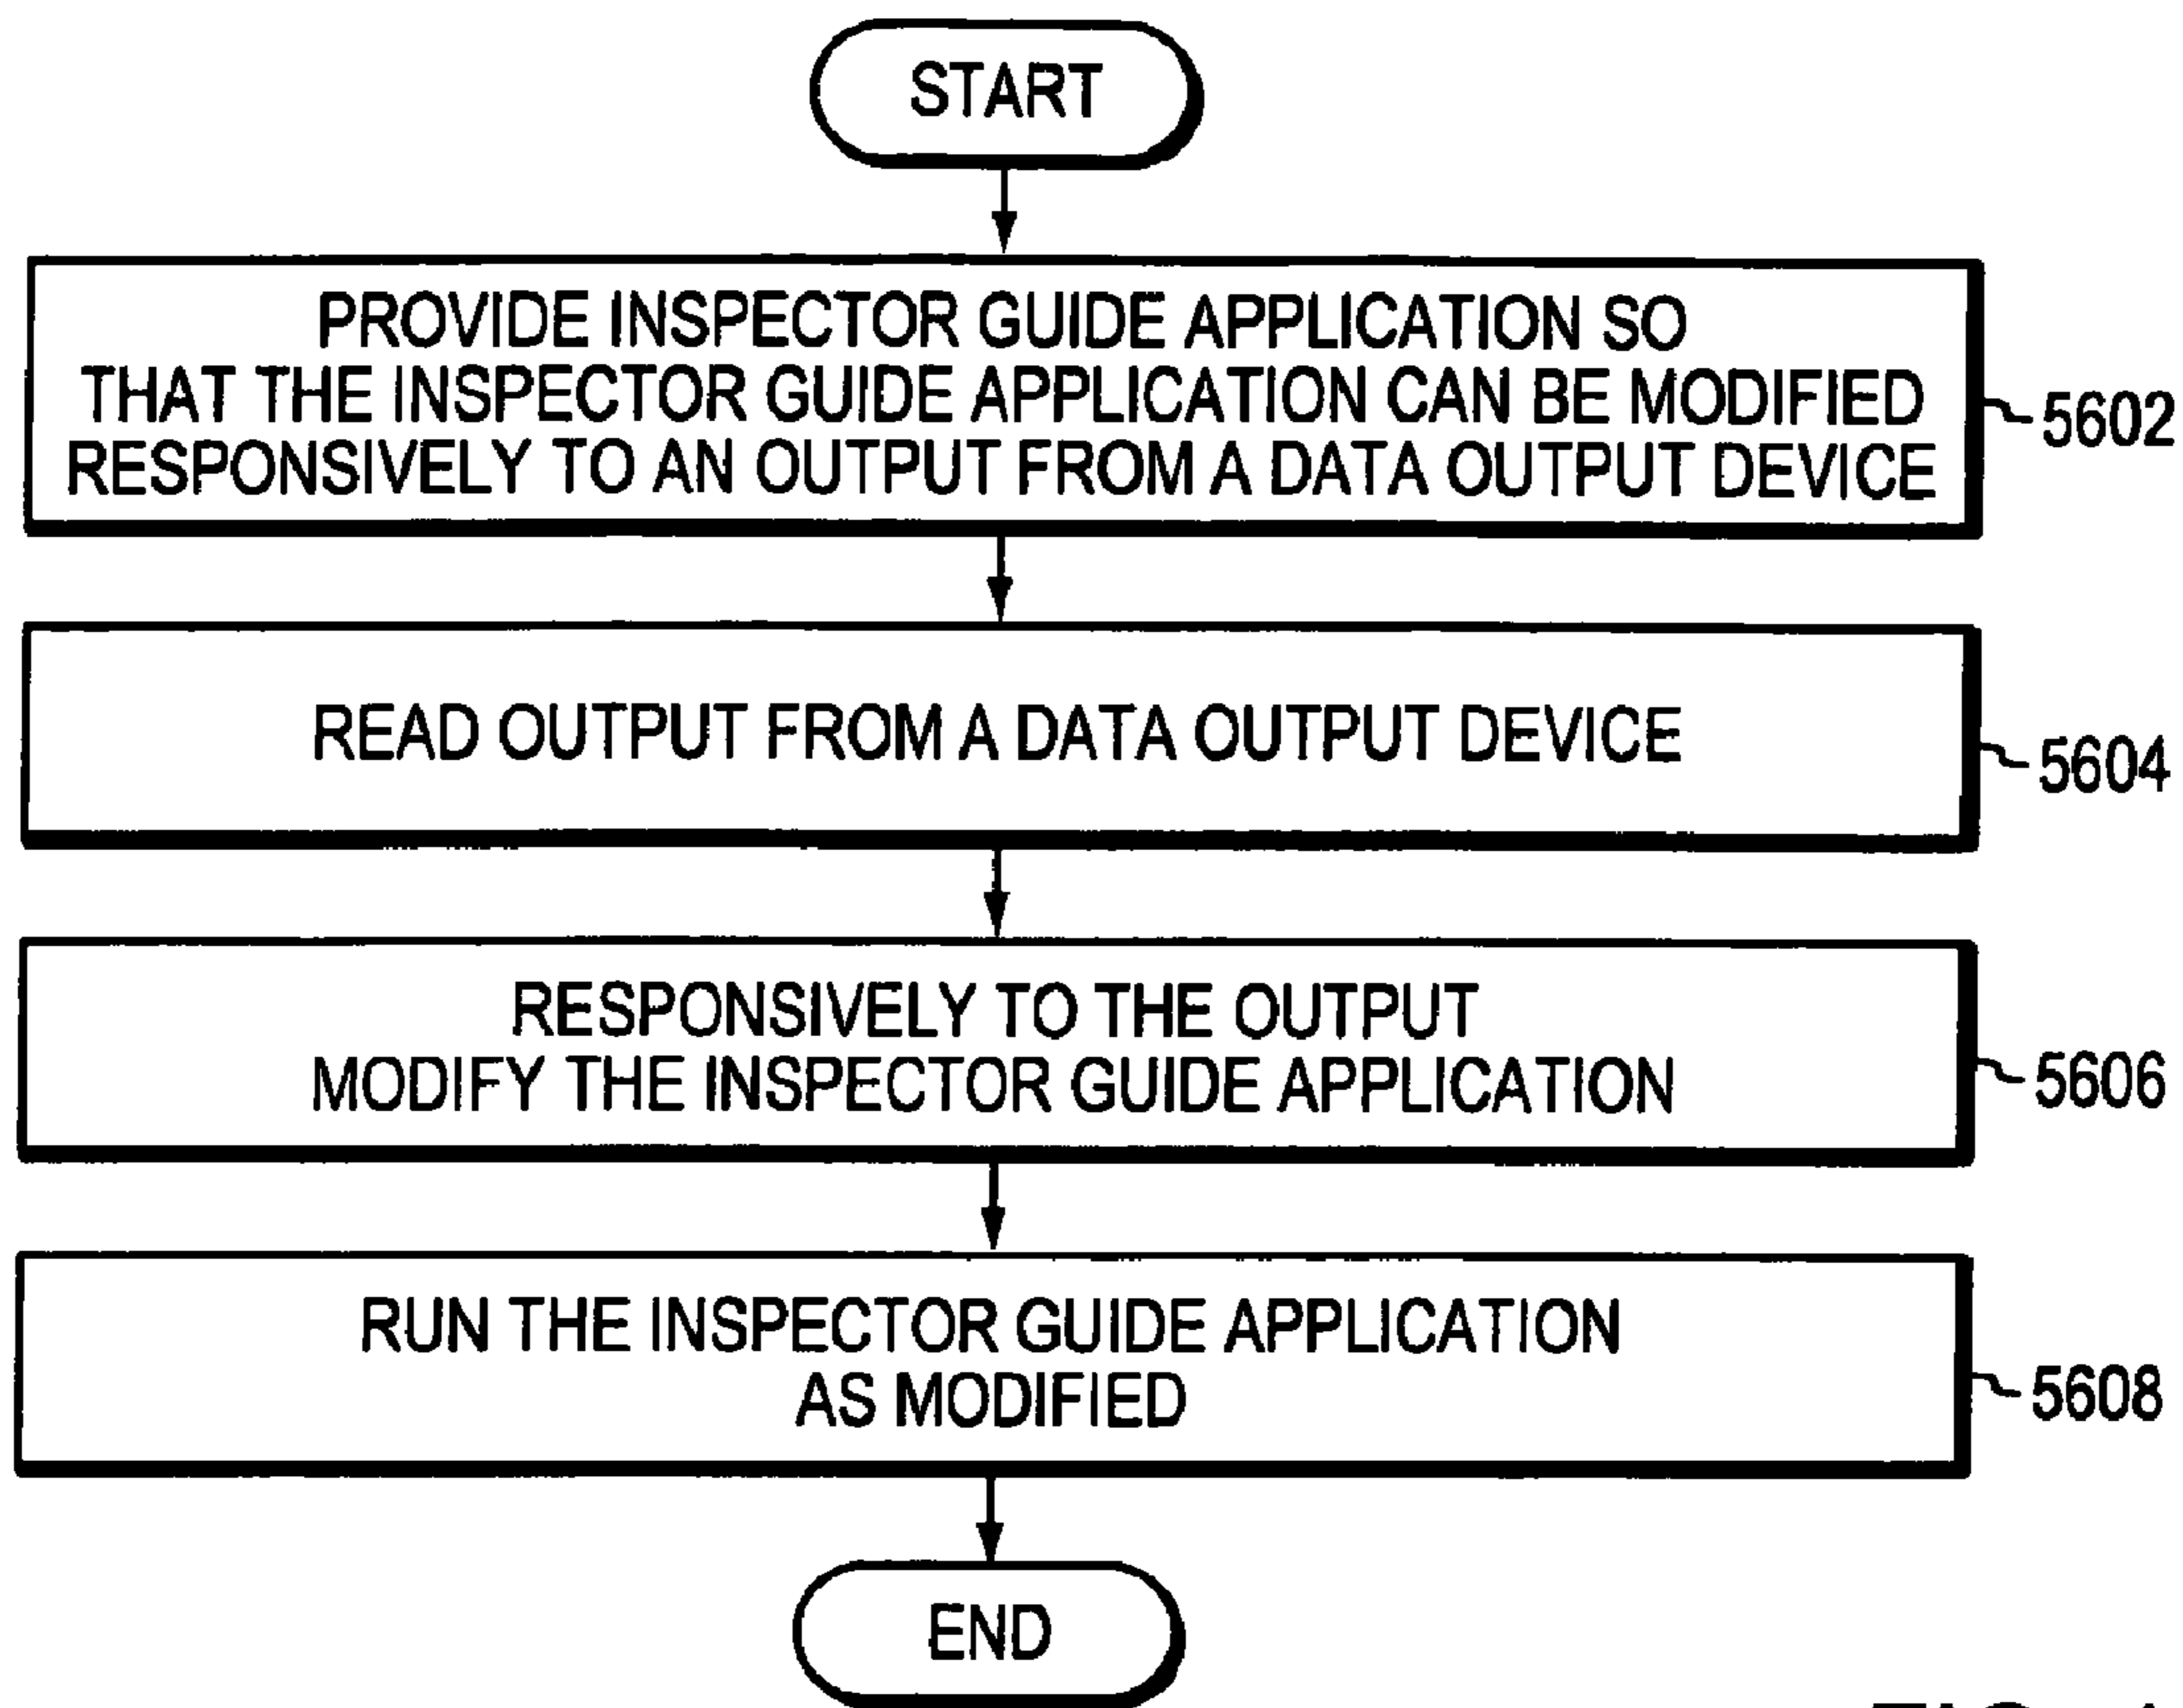 START
PROVIDE INSPECTOR GUIDE APPLICATION SO
THAT THE INSPECTOR GUIDE APPLICATION CAN BE MODIFIED
RESPONSIVELY TO AN OUTPUT FROM A DATA OUTPUT DEVICE
5602
READ OUTPUT FROM A DATA OUTPUT DEVICE
5604
RESPONSIVELY TO THE OUTPUT
MODIFY THE INSPECTOR GUIDE APPLICATION
5606
RUN THE INSPECTOR GUIDE APPLICATION
AS MODIFIED
5608
END